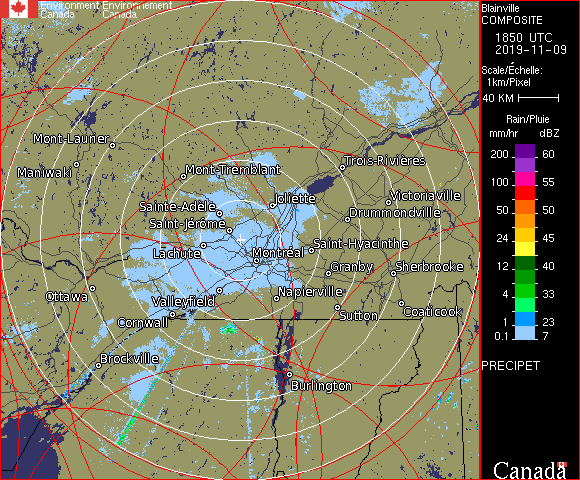 Environment Environnement
Canada Canada
Blainville
COMPOSITE
1850 UTC
2019-11-09
Scale/Échelle:
1km/Pixel
40 KM
Rain/Pluie
mm/hr dBZ
200 60
100 55
50 50
24 45
12 40
4 33
1 23
0.1 7
PRECIPET
Canada
Mont-Laurier
Maniwaki
Mont-Tremblant
Trois-Rivières
Joliette
Victoriaville
Sainte-Adèle
Drummondville
Saint-Jérôme
Saint-Hyacinthe
Lachute
Montréal
Granby
Sherbrooke
Ottawa
Valleyfield
Napierville
Coaticook
Cornwall
Sutton
Brockville
Burlington